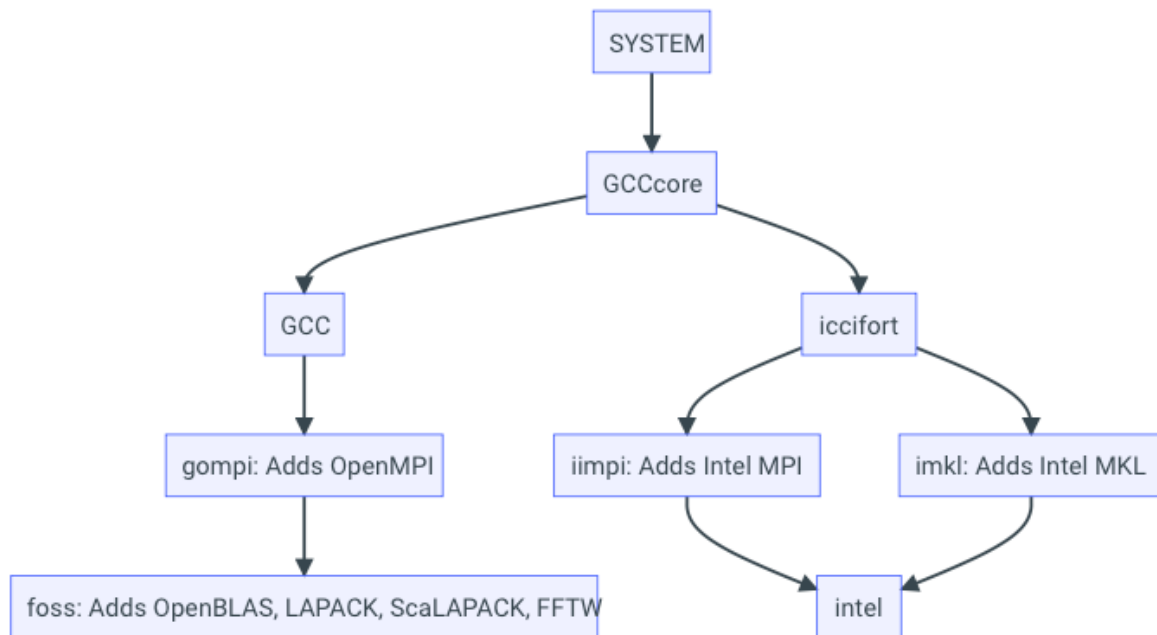 SYSTEM
GCCcore
GCC
iccifort
gompi: Adds OpenMPI
iimpi: Adds Intel MPI
imkl: Adds Intel MKL
foss: Adds OpenBLAS, LAPACK, ScaLAPACK, FFTW
intel